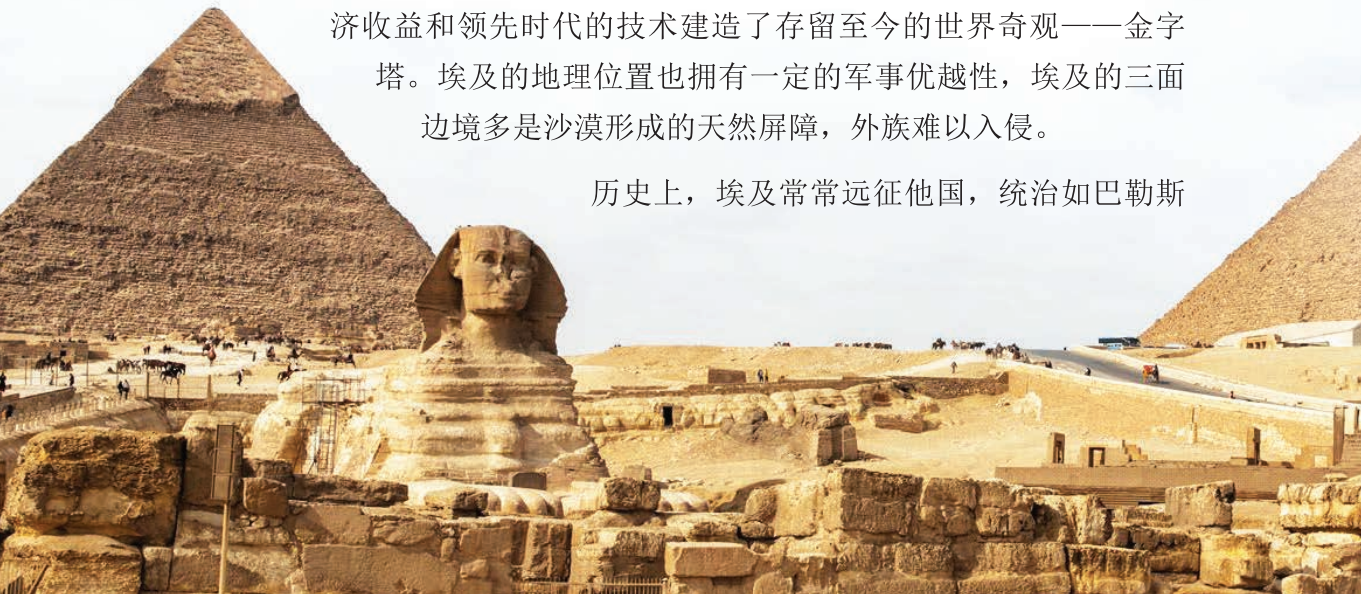 济收益和领先时代的技术建造了存留至今的世界奇观——金字
塔。埃及的地理位置也拥有一定的军事优越性，埃及的三面
边境多是沙漠形成的天然屏障，外族难以入侵。
历史上，埃及常常远征他国，统治如巴勒斯